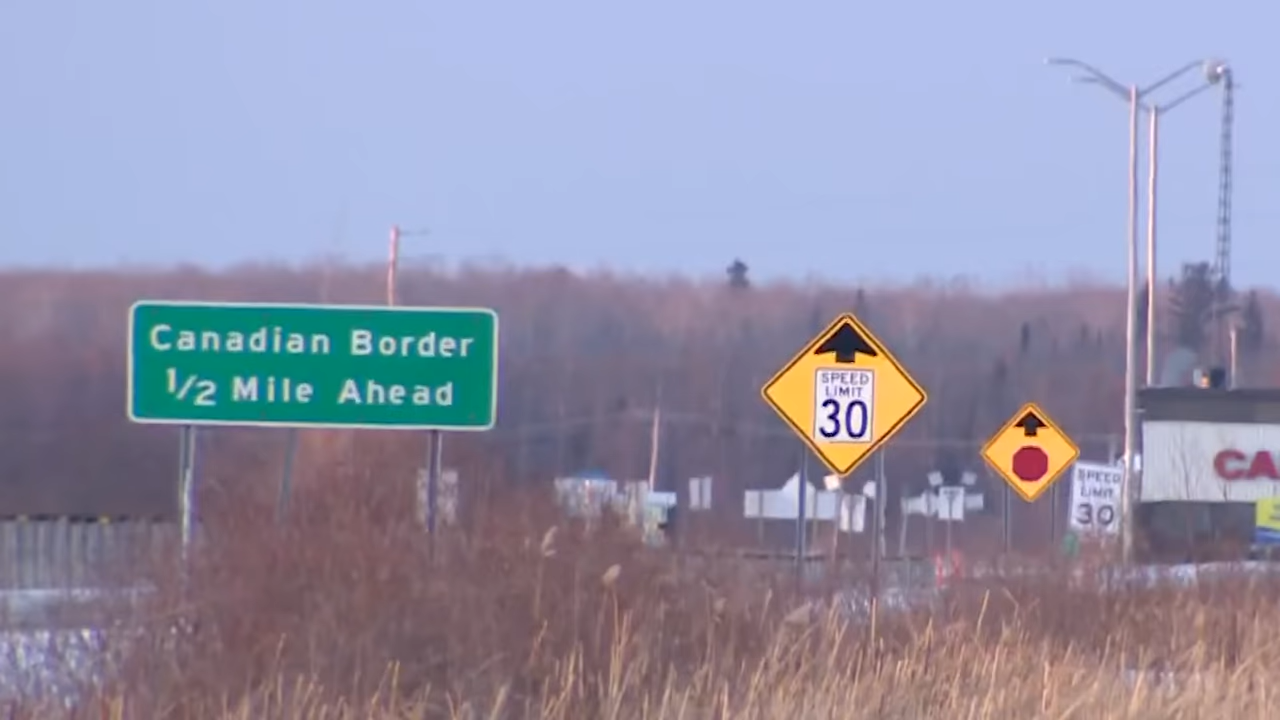 Canadian Border
1/2 Mile Ahead
SPEED
LIMIT
30
SPEED
LIMIT
30
CA